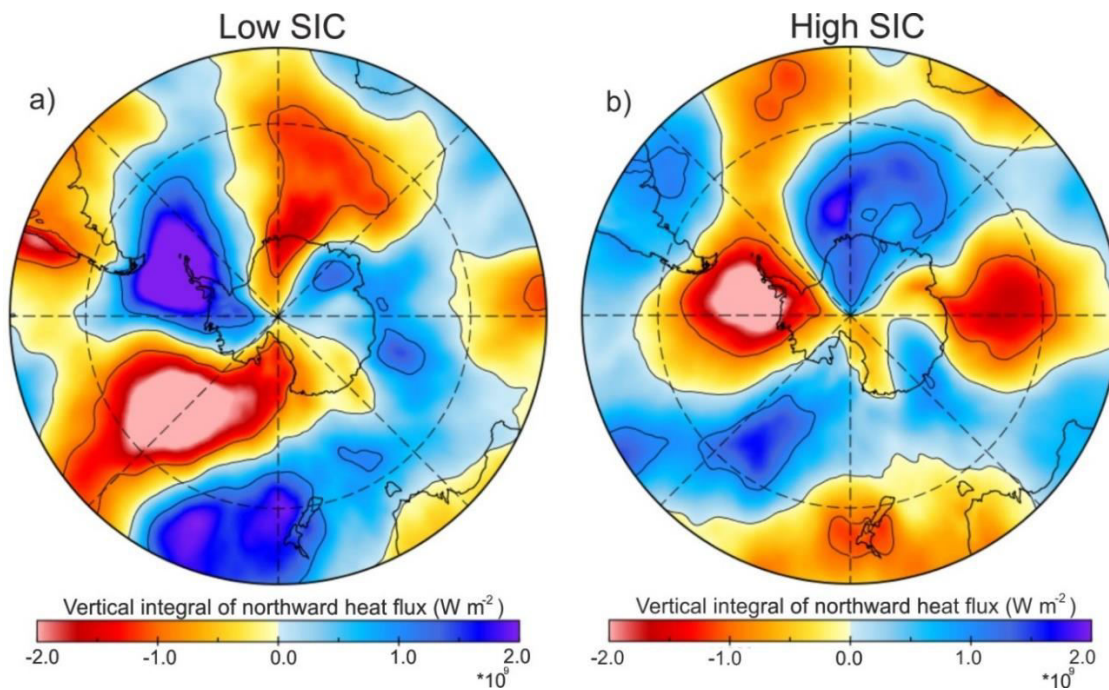 Low SIC
High SIC
a)
b)
Vertical integral of northward heat flux (W m⁻²)
-2.0 -1.0 0.0 1.0 2.0
*10⁹
Vertical integral of northward heat flux (W m⁻²)
-2.0 -1.0 0.0 1.0 2.0
*10⁹